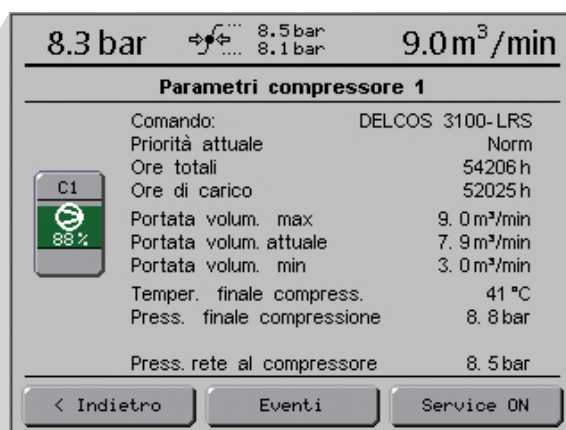 8.3 bar 8.5 bar 9.0 m³/min
8.1 bar
Parametri compressore 1
Comando: DELCOS 3100-LRS
Priorità attuale Norm
Ore totali 54206 h
Ore di carico 52025 h
C1
88%
Portata volum. max 9.0 m³/min
Portata volum. attuale 7.9 m³/min
Portata volum. min 3.0 m³/min
Temper. finale compress. 41 °C
Press. finale compressione 8.8 bar
Press. rete al compressore 8.5 bar
< Indietro Eventi Service ON